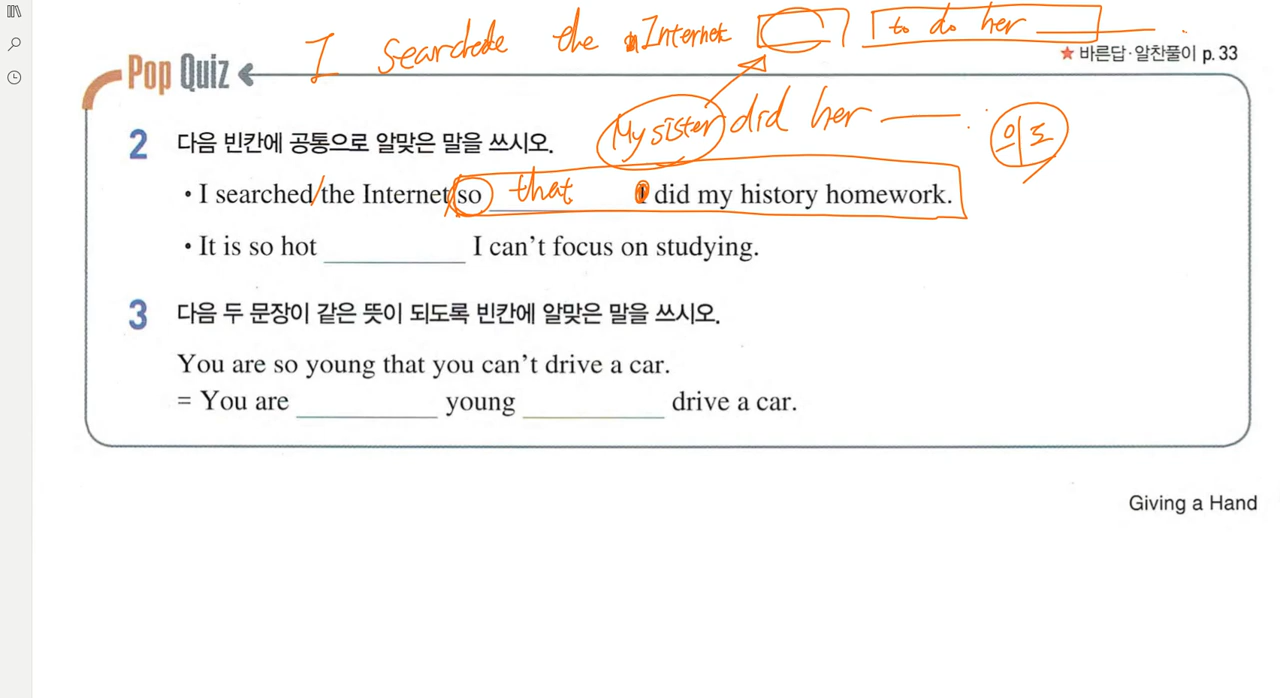 I searchde the Internet to do her
★ 바른답·알찬풀이 p. 33
Pop Quiz
My sister did her .
의도
2 다음 빈칸에 공통으로 알맞은 말을 쓰시오.
• I searched/the Internet/so that I did my history homework.
• It is so hot ________ I can't focus on studying.
3 다음 두 문장이 같은 뜻이 되도록 빈칸에 알맞은 말을 쓰시오.
You are so young that you can't drive a car.
= You are ________ young ________ drive a car.
Giving a Hand